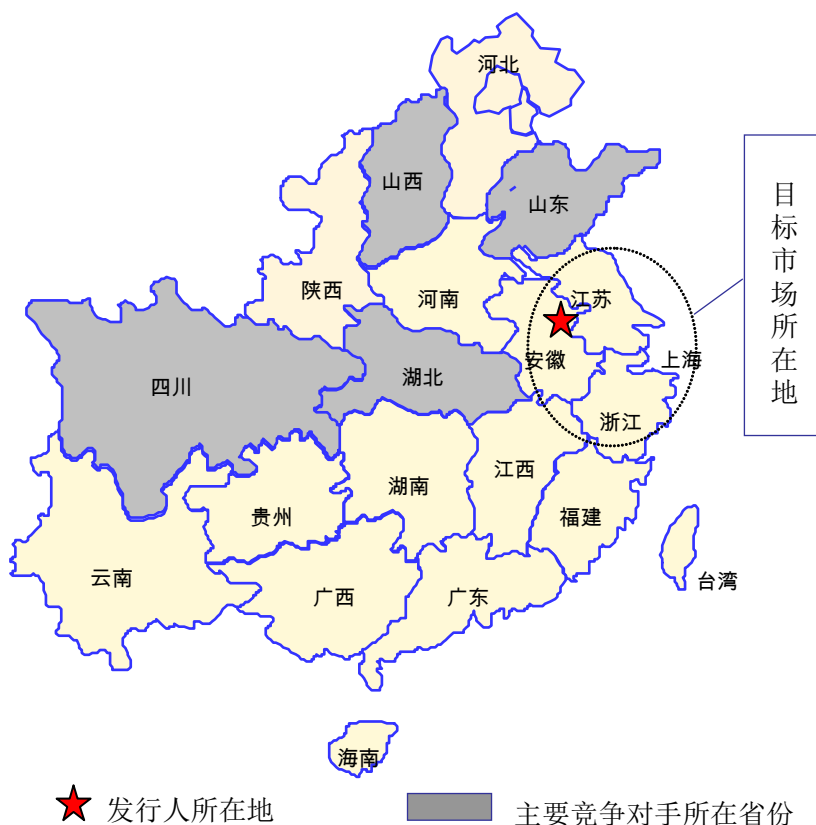 河北
山西
山东
目标市场所在地
陕西
河南
江苏
安徽
上海
四川
湖北
浙江
江西
湖南
贵州
福建
云南
广西
广东
台湾
海南
发行人所在地
主要竞争对手所在省份